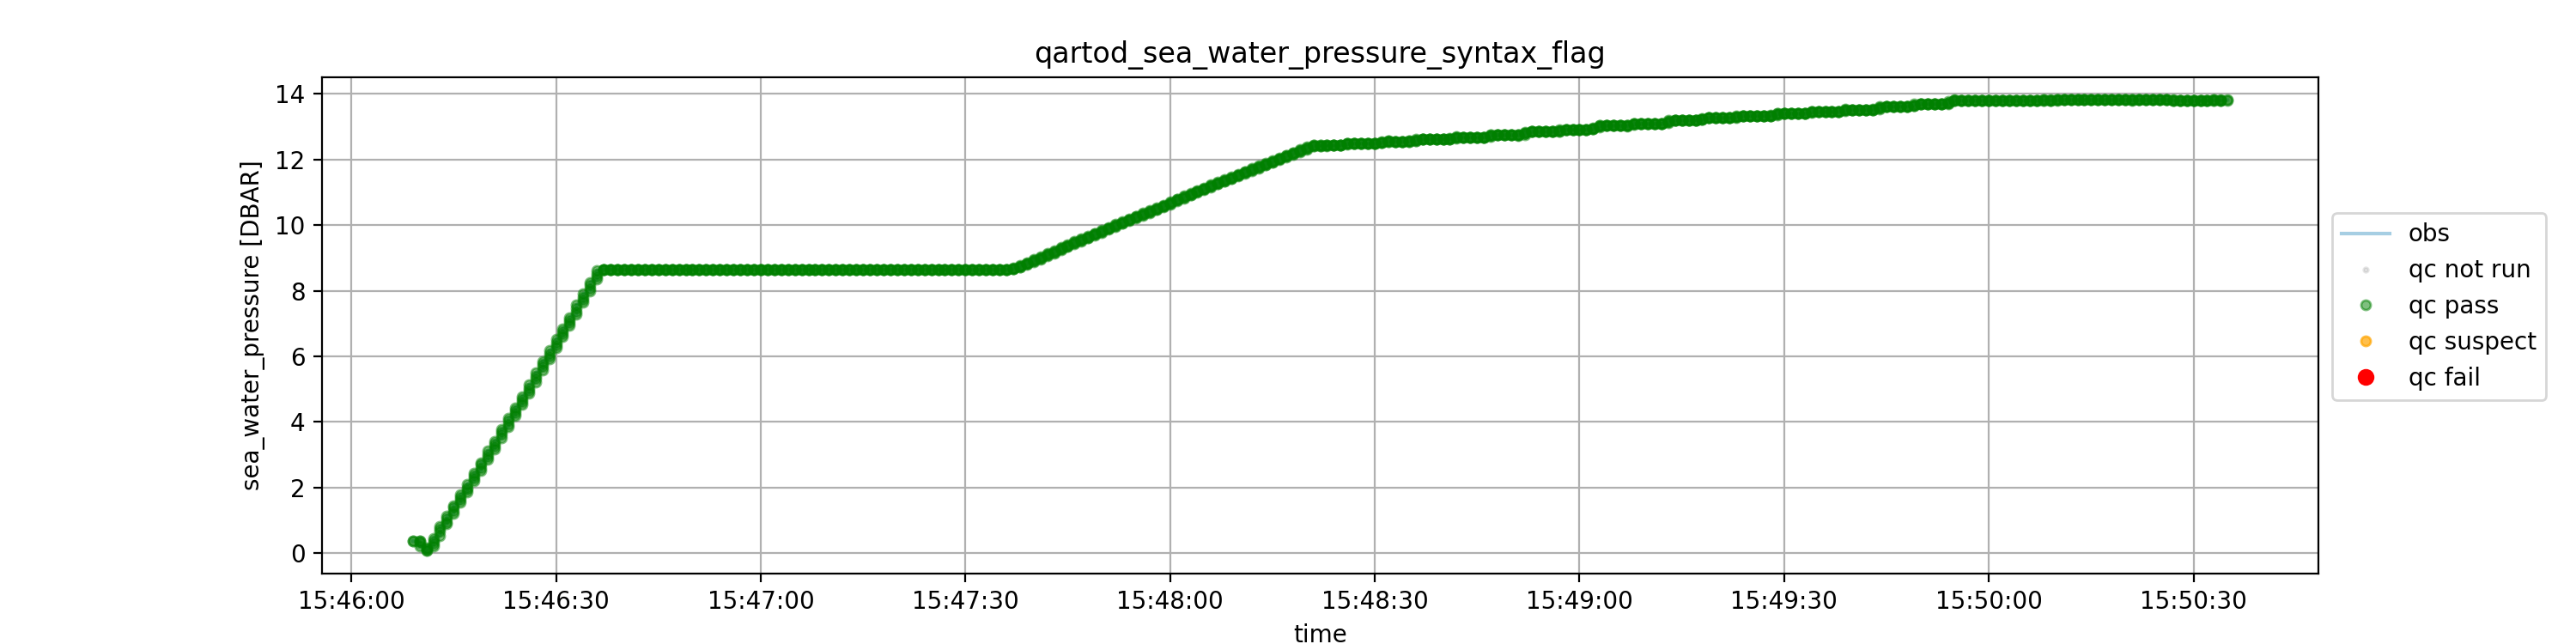 qartod_sea_water_pressure_syntax_flag
sea_water_pressure [DBAR]
14
12
10
8
6
4
2
0
15:46:00 15:46:30 15:47:00 15:47:30 15:48:00 15:48:30 15:49:00 15:49:30 15:50:00 15:50:30
time
obs
qc not run
qc pass
qc suspect
qc fail